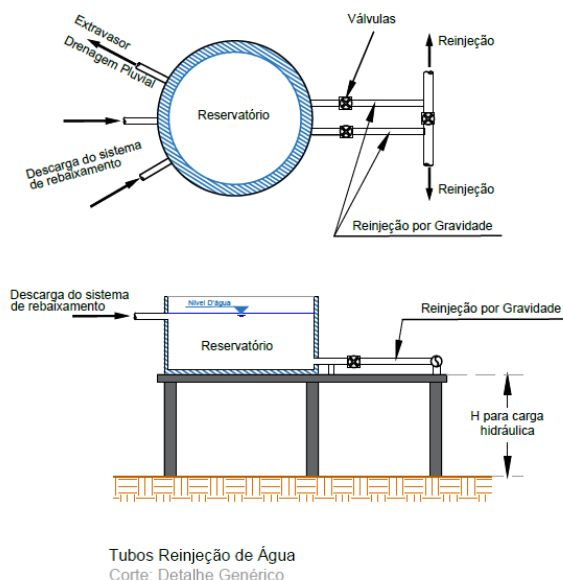 Válvulas
Extravasor
Drenagem Pluvial
Reinjeção
Reservatório
Descarga do sistema
de rebaixamento
Reinjeção
Reinjeção por Gravidade
Descarga do sistema
de rebaixamento
Nivel D'água
Reinjeção por Gravidade
Reservatório
H para carga
hidráulica
Tubos Reinjeção de Água
Corte: Detalhe Genérico